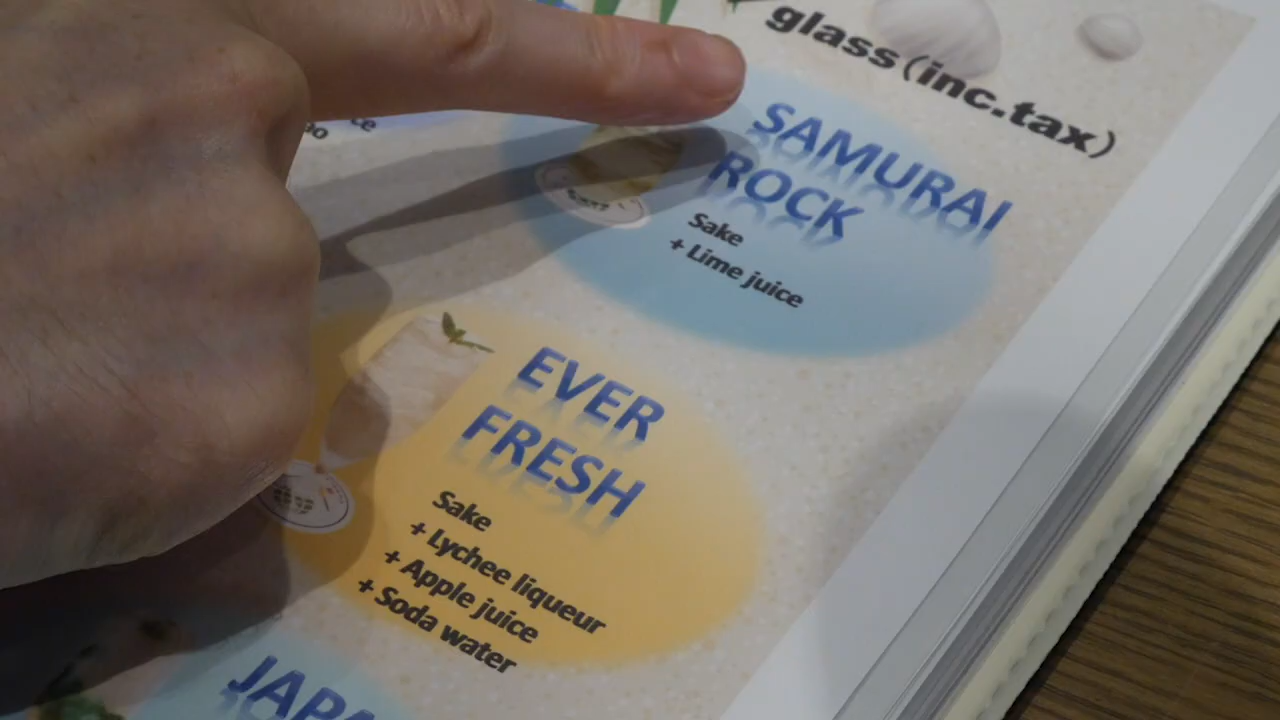 glass(inc.tax)
SAMURAI
ROCK
Sake
+ Lime juice
EVER
FRESH
Sake
+ Lychee liqueur
+ Apple juice
+ Soda water